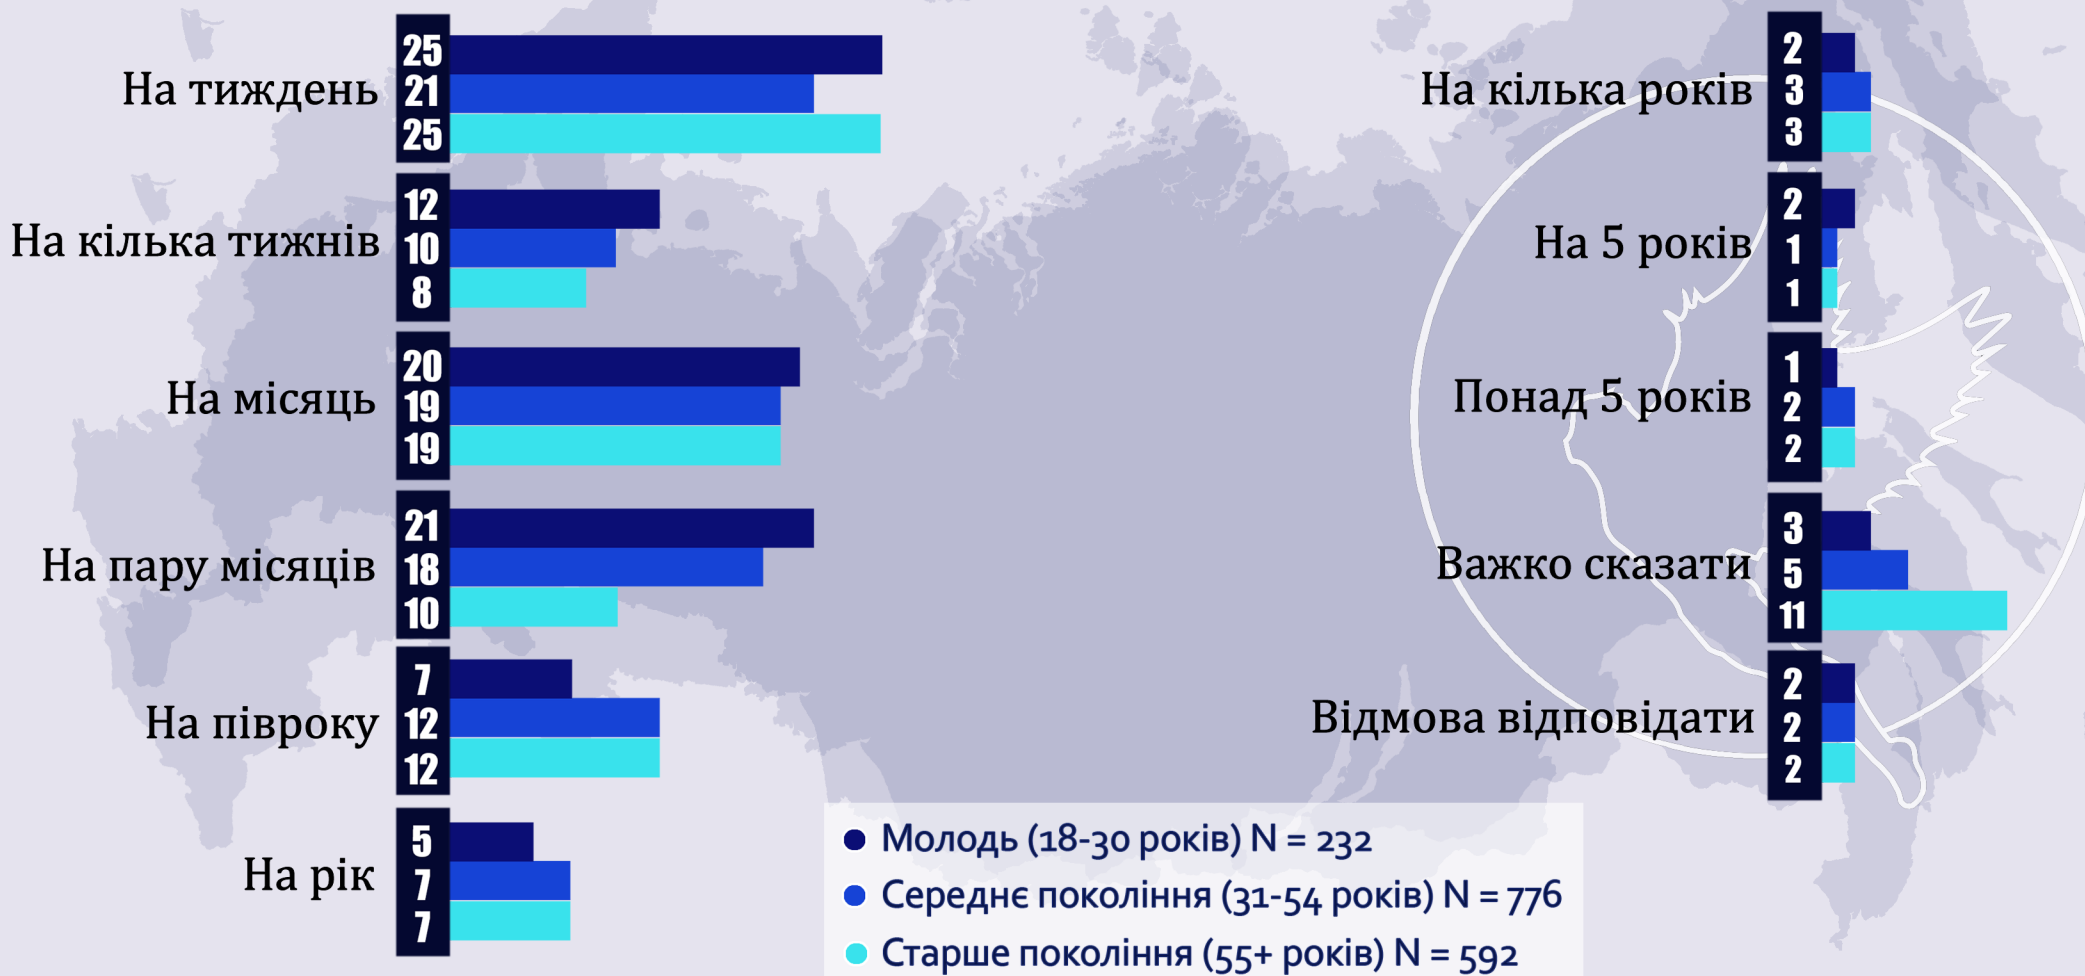 На тиждень
25
21
25
На кілька тижнів
12
10
8
На місяць
20
19
19
На пару місяців
21
18
10
На півроку
7
12
12
На рік
5
7
7
На кілька років
2
3
3
На 5 років
2
1
1
Понад 5 років
1
2
2
Важко сказати
3
5
11
Відмова відповідати
2
2
2
Молодь (18-30 років) N = 232
Середнє покоління (31-54 років) N = 776
Старше покоління (55+ років) N = 592